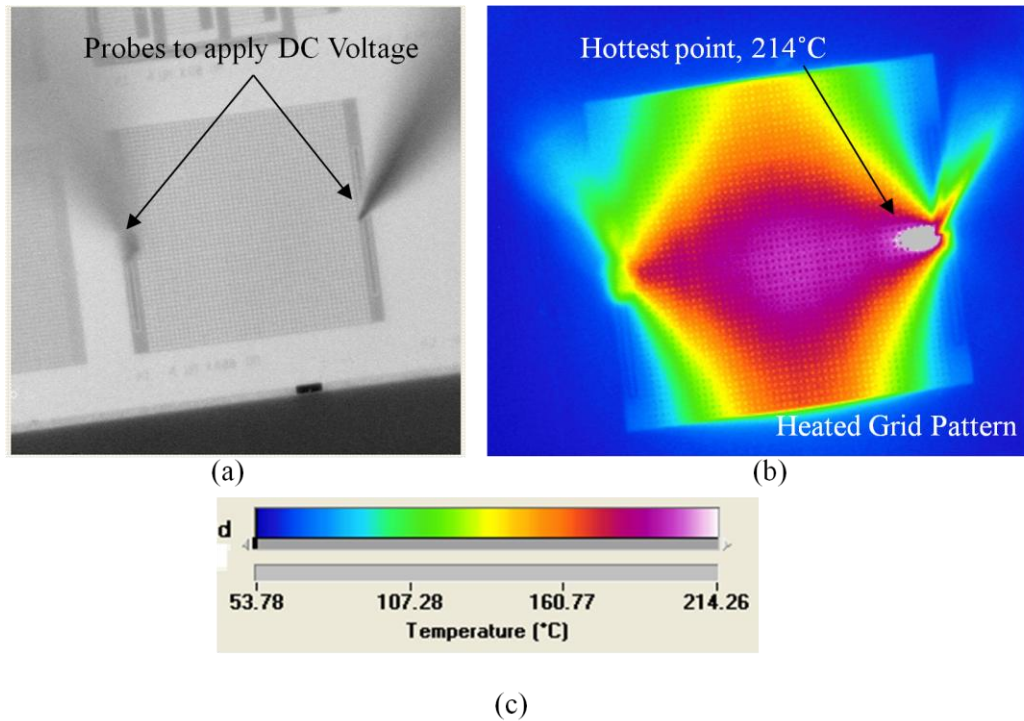 Probes to apply DC Voltage
Hottest point, 214˚C
Heated Grid Pattern
(a)
(b)
d
53.78 107.28 160.77 214.26
Temperature (°C)
(c)